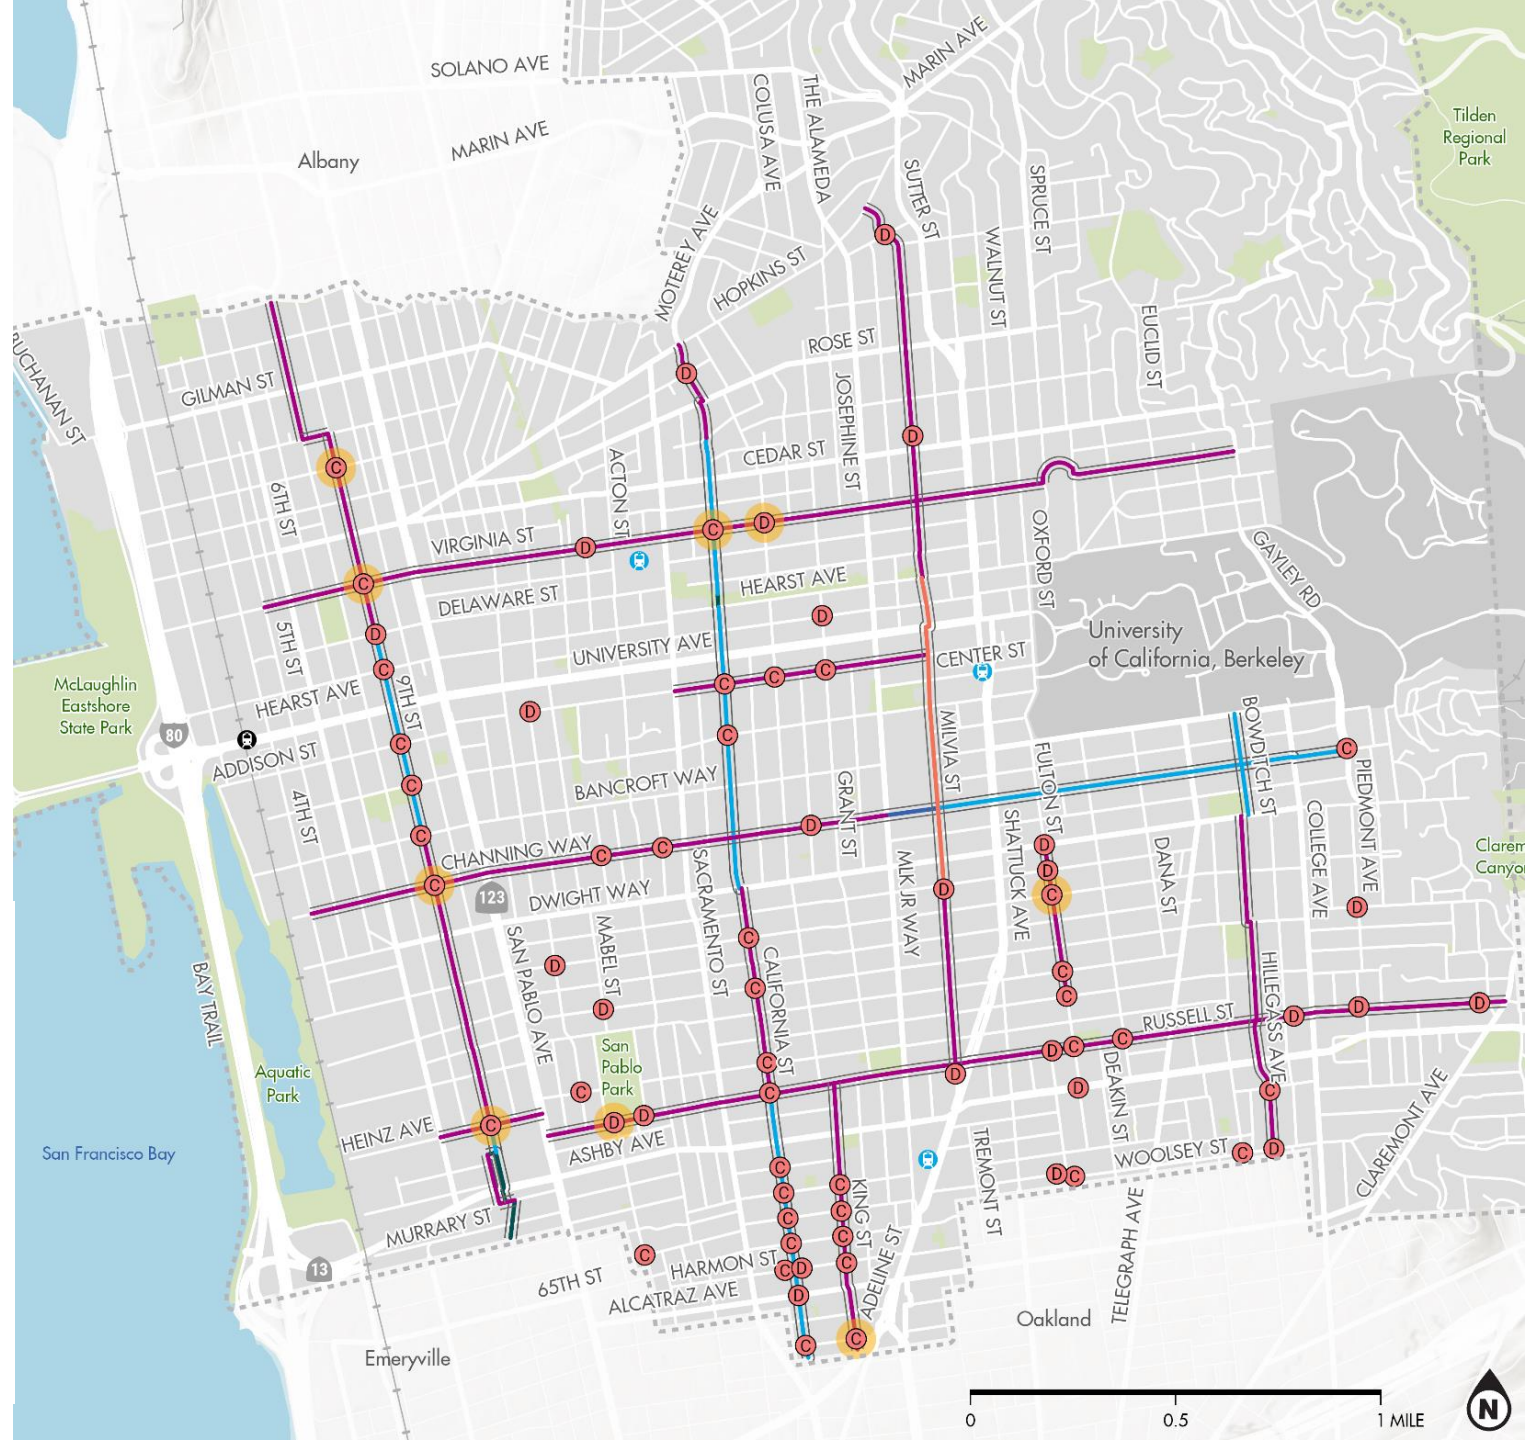 SOLANO AVE
MARIN AVE
MARIN AVE
Albany
COLUSA AVE
THE ALAMEDA
Tilden
Regional
Park
SUTTER ST
SPRUCE ST
WALNUT ST
MOTEREY AVE
HOPKINS ST
ROSE ST
EUCLID ST
BUCHANAN ST
GILMAN ST
JOSEPHINE ST
CEDAR ST
ACTON ST
6TH ST
VIRGINIA ST
OXFORD ST
GAYLEY RD
HEARST AVE
DELAWARE ST
5TH ST
UNIVERSITY AVE
CENTER ST
University
of California, Berkeley
McLaughlin
Eastshore
State Park
HEARST AVE
9TH ST
80
ADDISON ST
MILVIA ST
BOWDITCH ST
FULTON ST
PIEDMONT AVE
BANCROFT WAY
GRANT ST
4TH ST
SHATTUCK AVE
COLLEGE AVE
CHANNING WAY
DANA ST
Clarem
Canyo
SACRAMENTO ST
MLK JR WAY
DWIGHT WAY
123
MABEL ST
SAN PABLO AVE
CALIFORNIA ST
HILLEGASS AVE
BAY TRAIL
RUSSELL ST
San
Pablo
Park
Aquatic
Park
DEAKIN ST
CLAREMONT AVE
HEINZ AVE
ASHBY AVE
TREMONT ST
WOOLSEY ST
San Francisco Bay
KING ST
TELEGRAPH AVE
MURRARY ST
ADELINE ST
HARMON ST
13
65TH ST
ALCATRAZ AVE
Oakland
Emeryville
0
0.5
1 MILE
N
D
D
C
D
C
D
D
C
D
D
C
C
C
C
D
C
C
C
C
D
C
C
C
D
D
D
C
D
C
D
D
C
C
D
C
C
D
D
D
D
C
C
D
C
D
C
C
D
C
D
D
C
C
D
D
C
C
C
C
C
C
C
C
C
C
C
D
D
C
C